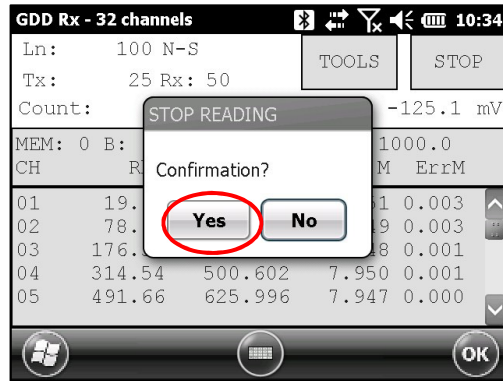 GDD Rx - 32 channels 10:34
Ln: 100 N-S
TOOLS STOP
Tx: 25 Rx: 50
Count: -125.1 mV
STOP READING
MEM: 0 B: 1000.0
CH M ErrM
Confirmation?
Yes No
01 19. 0.003
02 78. 0.003
03 176. 0.001
04 314.54 500.602 7.950 0.001
05 491.66 625.996 7.947 0.000
OK